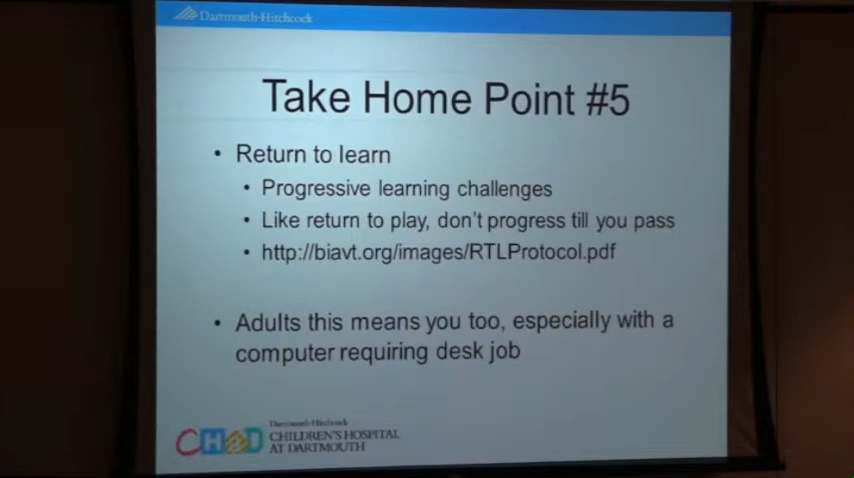 Dartmouth-Hitchcock
Take Home Point #5
• Return to learn
• Progressive learning challenges
• Like return to play, don't progress till you pass
• http://biavt.org/images/RTLProtocol.pdf
• Adults this means you too, especially with a
computer requiring desk job
CHaD
Dartmouth-Hitchcock
CHILDREN'S HOSPITAL
AT DARTMOUTH